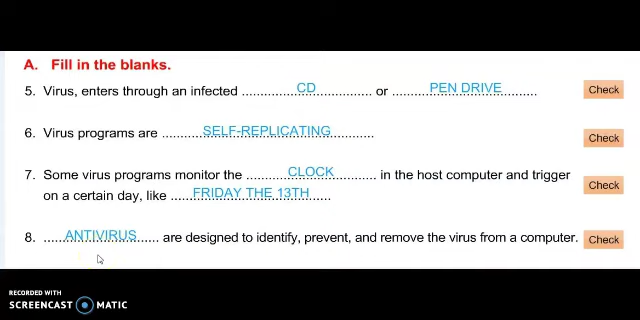 A. Fill in the blanks.
5. Virus, enters through an infected ........CD........ or ........PEN DRIVE........ Check
6. Virus programs are ........SELF-REPLICATING........ Check
7. Some virus programs monitor the ........CLOCK........ in the host computer and trigger
on a certain day, like ........FRIDAY THE 13TH........ Check
8. ........ANTIVIRUS........ are designed to identify, prevent, and remove the virus from a computer. Check
RECORDED WITH
SCREENCAST MATIC